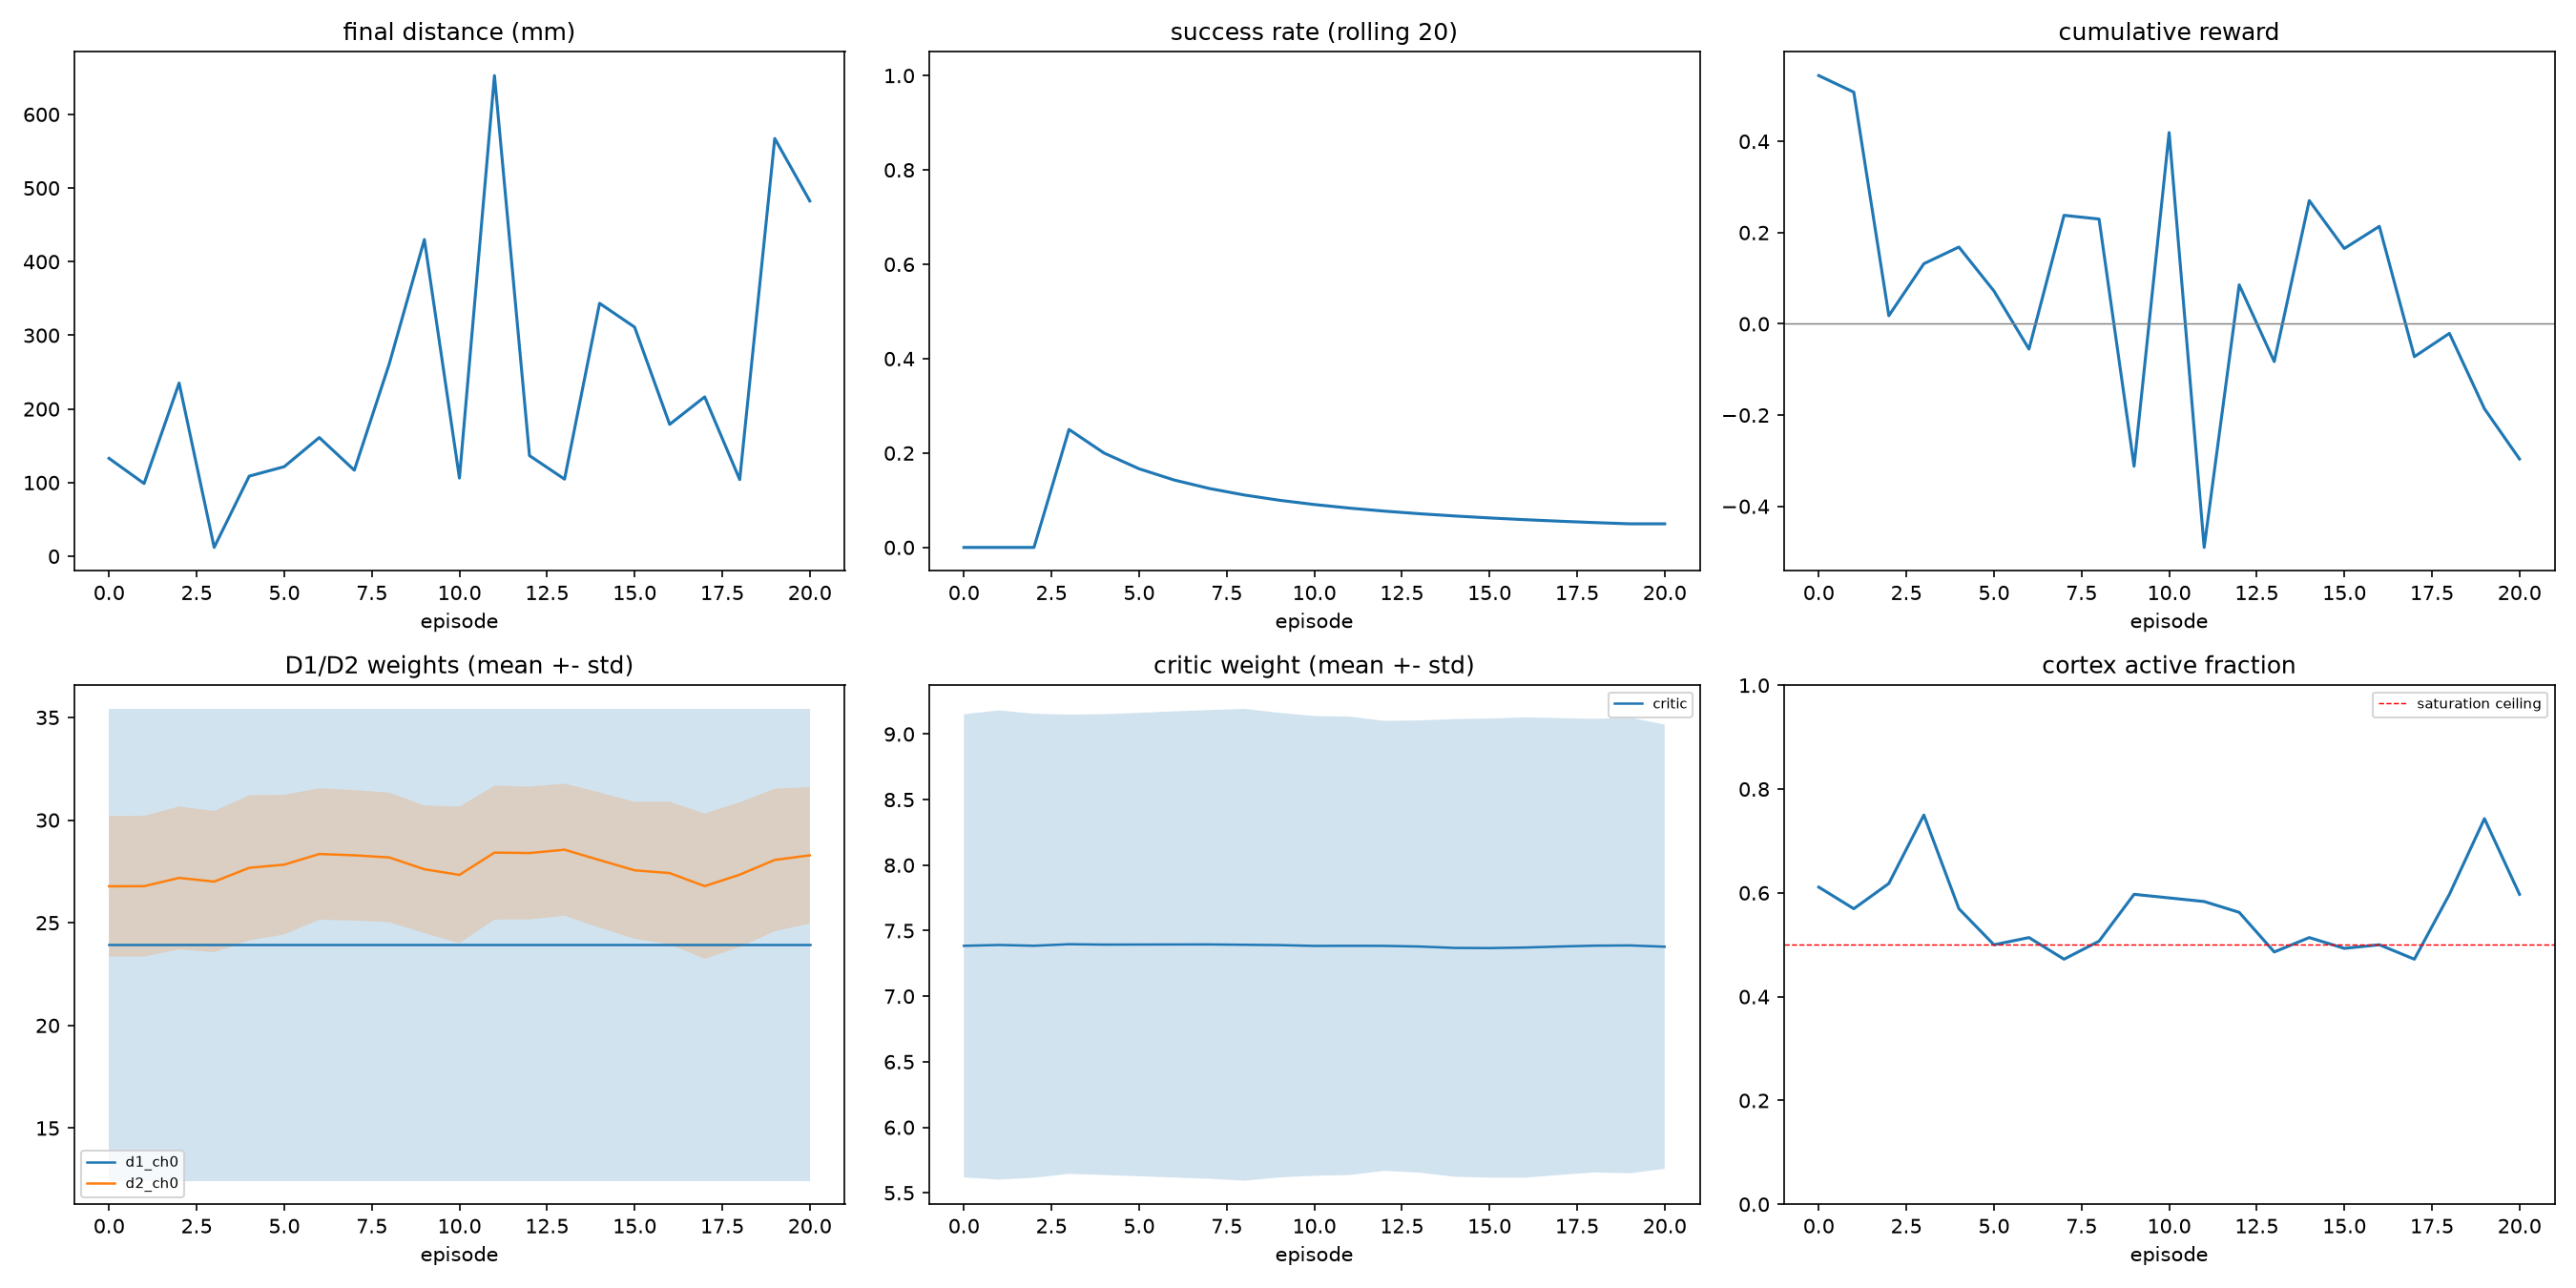 final distance (mm)
600
500
400
300
200
100
0
0.0 2.5 5.0 7.5 10.0 12.5 15.0 17.5 20.0
episode
success rate (rolling 20)
1.0
0.8
0.6
0.4
0.2
0.0
0.0 2.5 5.0 7.5 10.0 12.5 15.0 17.5 20.0
episode
cumulative reward
0.4
0.2
0.0
−0.2
−0.4
0.0 2.5 5.0 7.5 10.0 12.5 15.0 17.5 20.0
episode
D1/D2 weights (mean +- std)
35
30
25
20
15
d1_ch0
d2_ch0
0.0 2.5 5.0 7.5 10.0 12.5 15.0 17.5 20.0
episode
critic weight (mean +- std)
critic
9.0
8.5
8.0
7.5
7.0
6.5
6.0
5.5
0.0 2.5 5.0 7.5 10.0 12.5 15.0 17.5 20.0
episode
cortex active fraction
saturation ceiling
1.0
0.8
0.6
0.4
0.2
0.0
0.0 2.5 5.0 7.5 10.0 12.5 15.0 17.5 20.0
episode